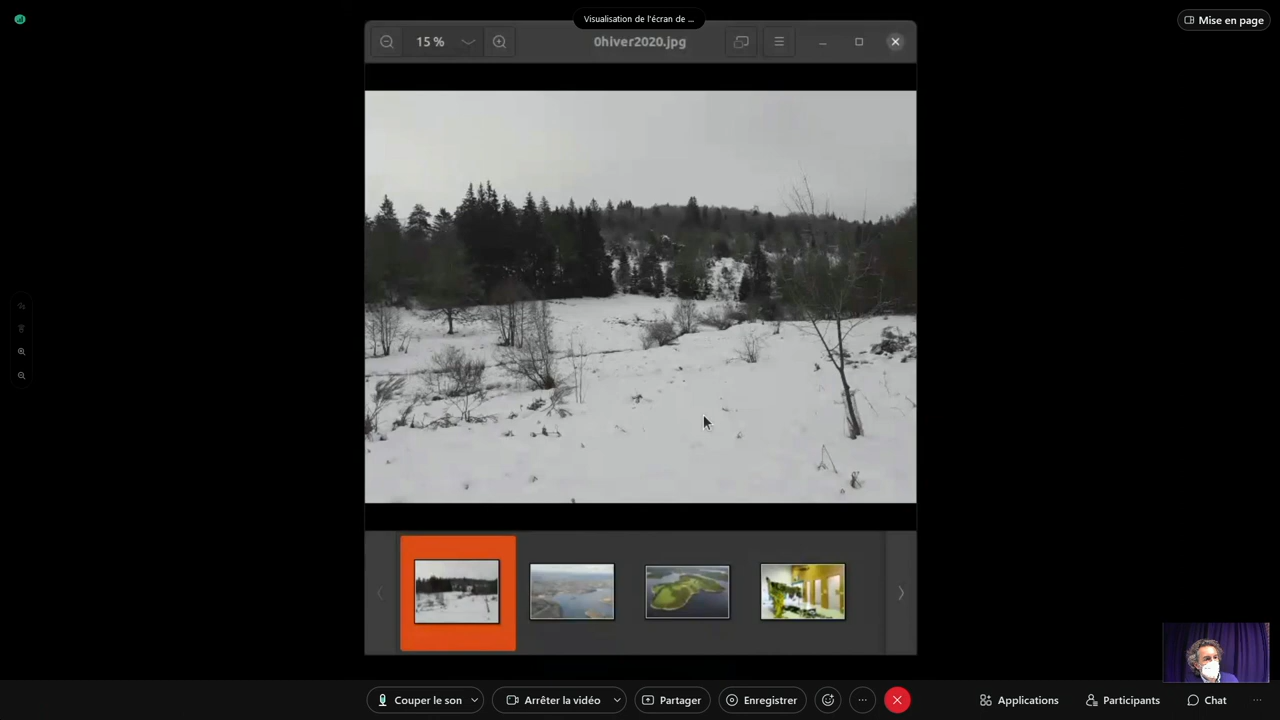 Visualisation de l'écran de ...
Mise en page
15 %
0hiver2020.jpg
Couper le son
Arrêter la vidéo
Partager
Enregistrer
Applications
Participants
Chat